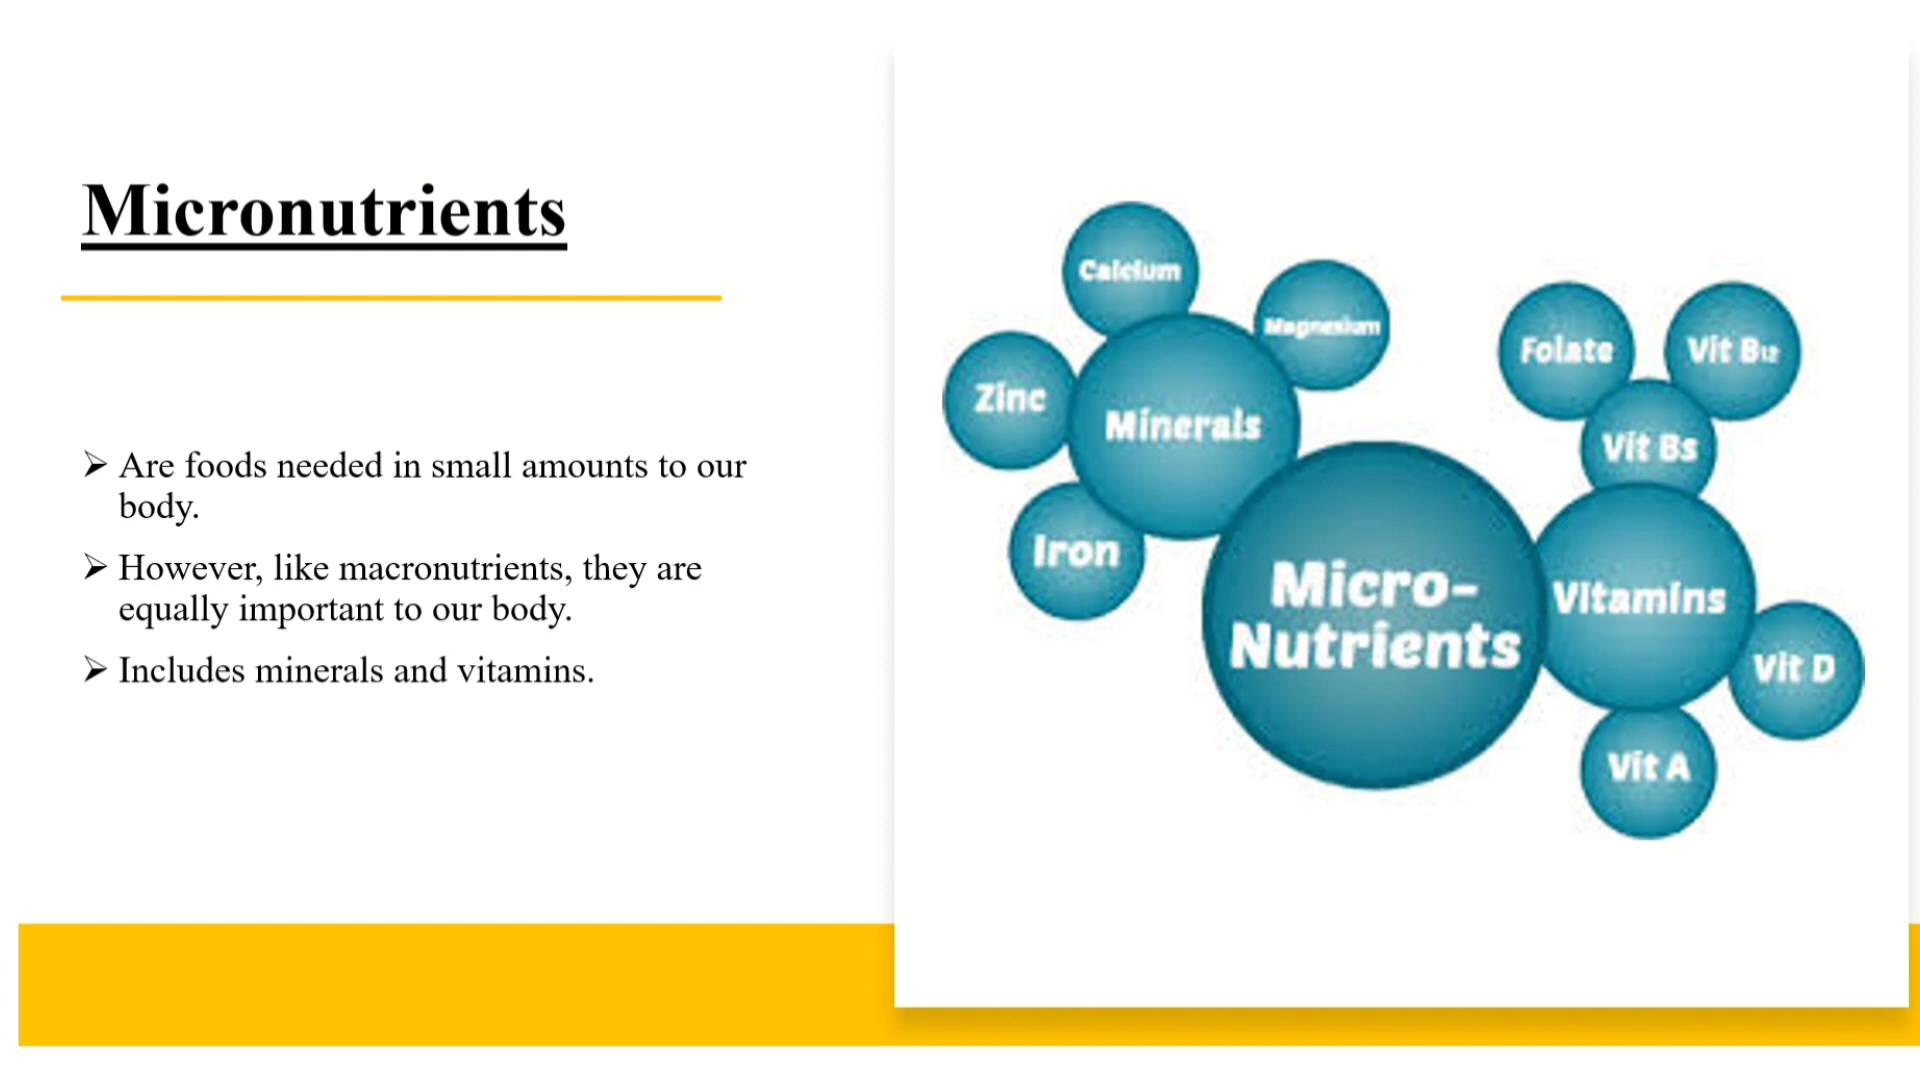 Micronutrients
➢ Are foods needed in small amounts to our
body.
➢ However, like macronutrients, they are
equally important to our body.
➢ Includes minerals and vitamins.
Calcium
Magnesium
Zinc
Minerals
Iron
Micro-
Nutrients
Folate
Vit B12
Vit Bs
Vitamins
Vit D
Vit A